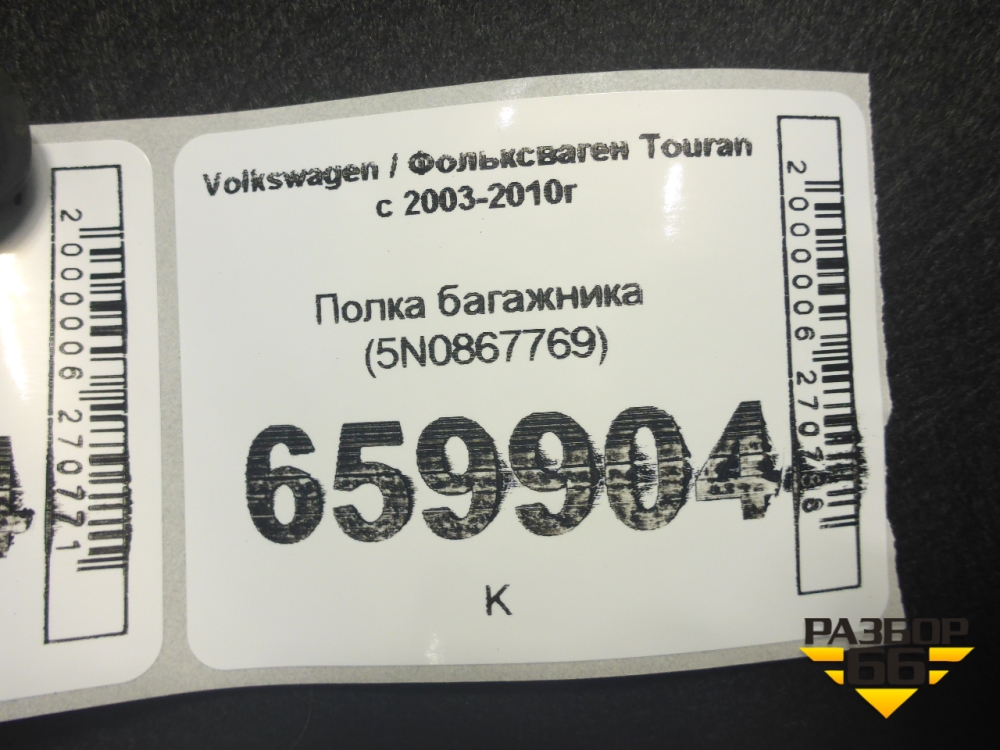 Volkswagen / Фольксваген Touran
с 2003-2010г
Полка багажника
(5N0867769)
659904
К
2000006270771
РАЗБОР
66